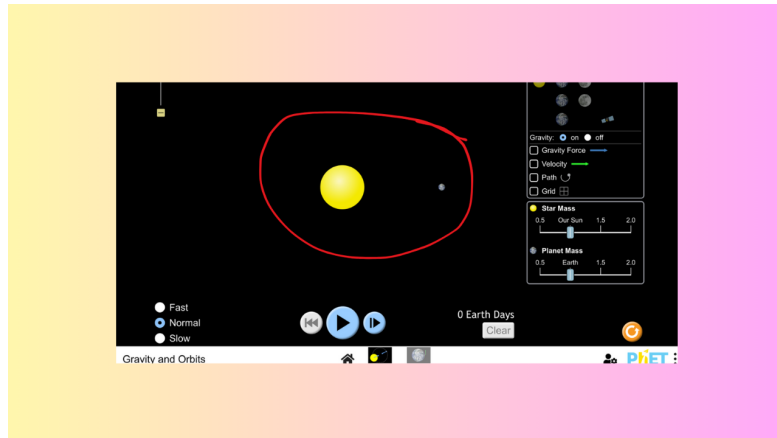 Gravity: on off
Gravity Force
Velocity
Path
Grid
Star Mass
0.5 Our Sun 1.5 2.0
Planet Mass
0.5 Earth 1.5 2.0
Fast
Normal
Slow
0 Earth Days
Clear
Gravity and Orbits
PhET